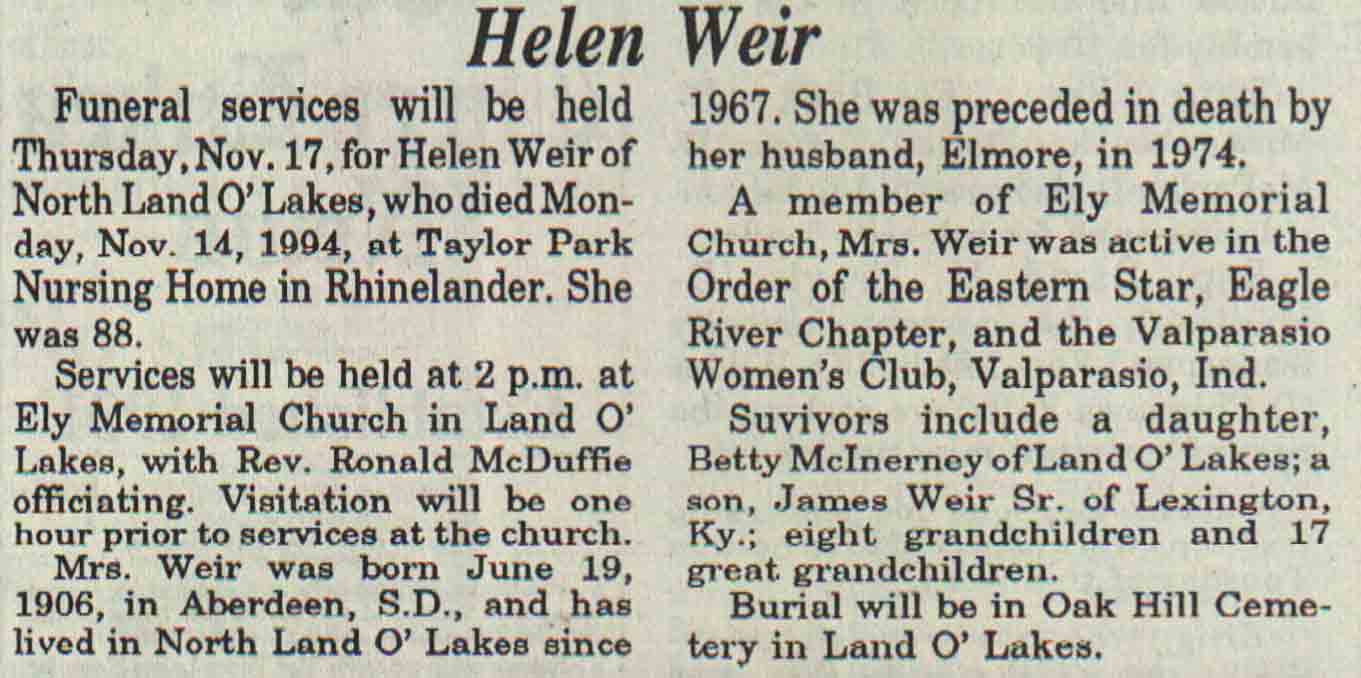 Helen Weir
Funeral services will be held
Thursday, Nov. 17, for Helen Weir of
North Land O' Lakes, who died Mon-
day, Nov. 14, 1994, at Taylor Park
Nursing Home in Rhinelander. She
was 88.
Services will be held at 2 p.m. at
Ely Memorial Church in Land O'
Lakes, with Rev. Ronald McDuffie
officiating. Visitation will be one
hour prior to services at the church.
Mrs. Weir was born June 19,
1906, in Aberdeen, S.D., and has
lived in North Land O' Lakes since
1967. She was preceded in death by
her husband, Elmore, in 1974.
A member of Ely Memorial
Church, Mrs. Weir was active in the
Order of the Eastern Star, Eagle
River Chapter, and the Valparasio
Women's Club, Valparasio, Ind.
Suvivors include a daughter,
Betty McInerney of Land O' Lakes; a
son, James Weir Sr. of Lexington,
Ky.; eight grandchildren and 17
great grandchildren.
Burial will be in Oak Hill Ceme-
tery in Land O' Lakes.